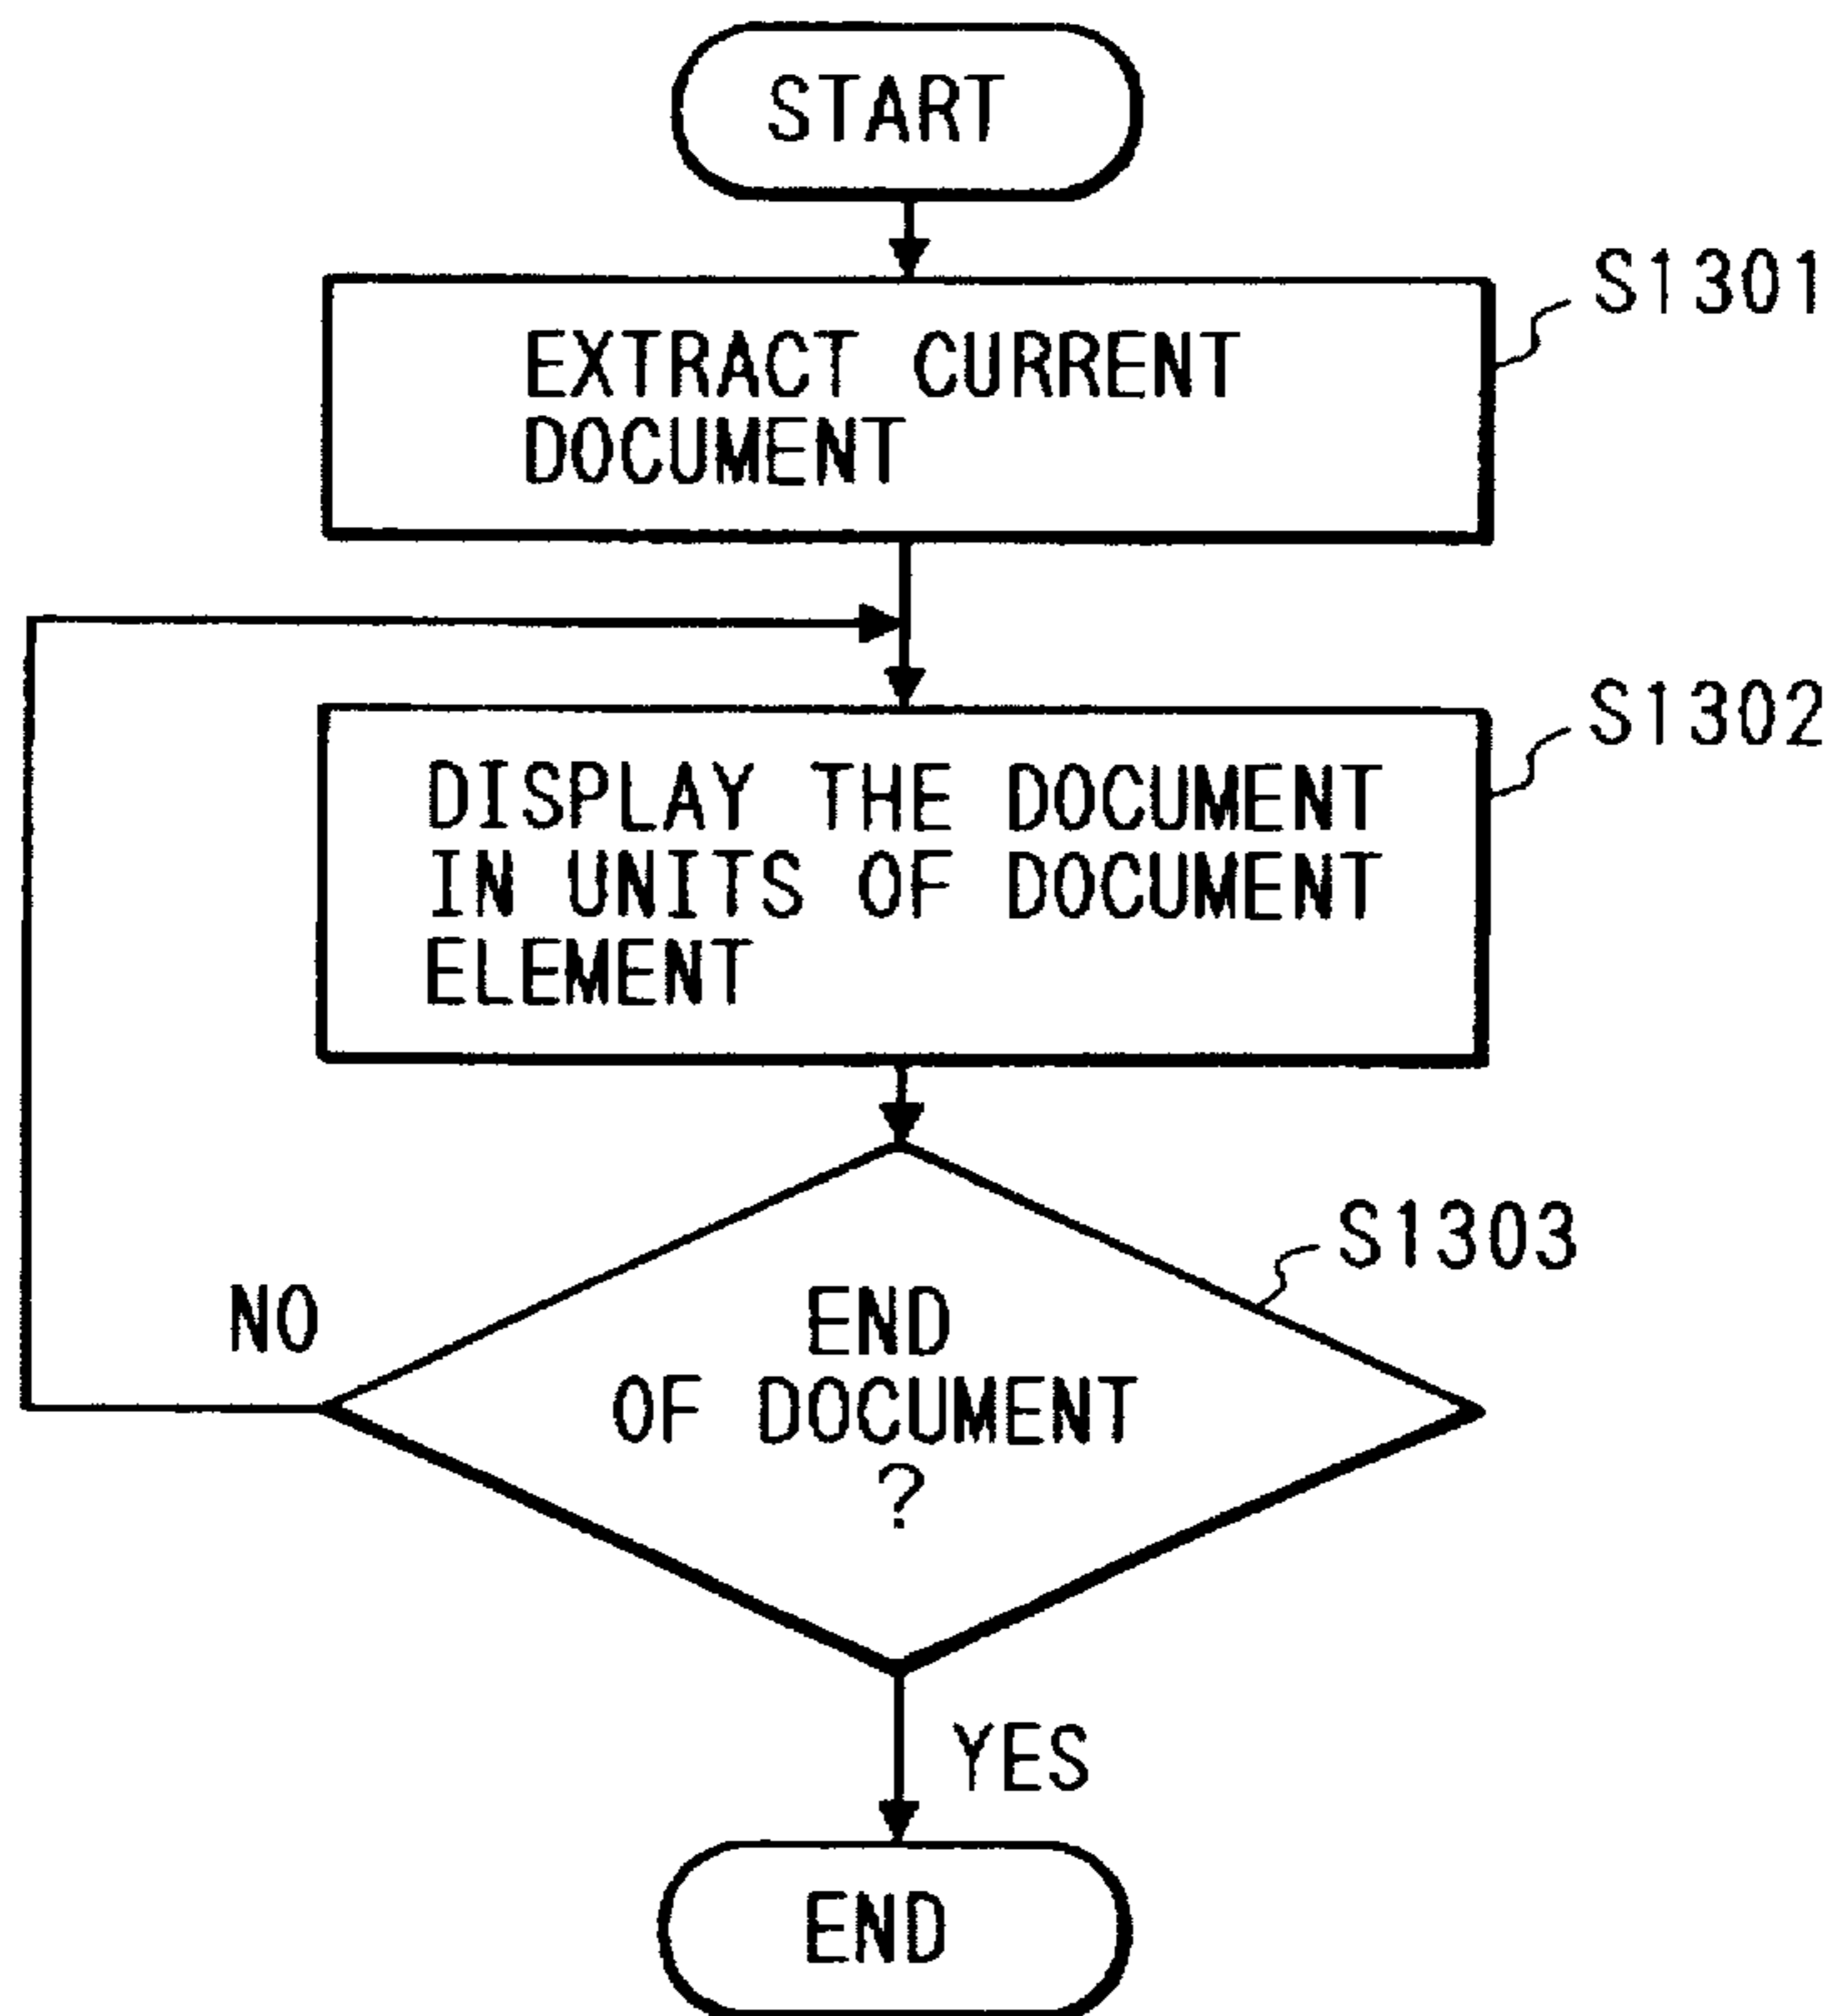 START
S1301
EXTRACT CURRENT
DOCUMENT
S1302
DISPLAY THE DOCUMENT
IN UNITS OF DOCUMENT
ELEMENT
S1303
NO
END
OF DOCUMENT
?
YES
END